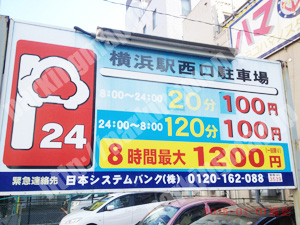 横浜駅西口駐車場
P24
8:00〜24:00 20分 100円
24:00〜8:00 120分 100円
8時間最大 1200円
緊急連絡先 日本システムバンク(株) 0120-162-088